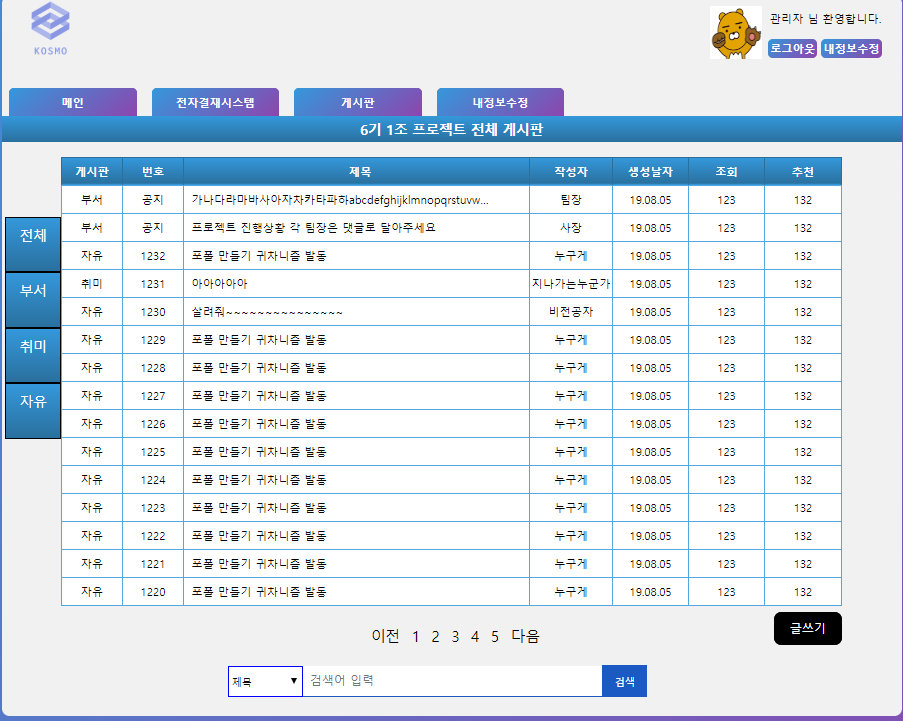 KOSMO
관리자 님 환영합니다.
로그아웃 내정보수정
메인 전자결재시스템 게시판 내정보수정
6기 1조 프로젝트 전체 게시판
게시판 번호 제목 작성자 생성날자 조회 추천
부서 공지 가나다라마바사아자차카타파하abcdefghijklmnopqrstuvw... 팀장 19.08.05 123 132
부서 공지 프로젝트 진행상황 각 팀장은 댓글로 달아주세요 사장 19.08.05 123 132
자유 1232 포폴 만들기 귀차니즘 발동 누구게 19.08.05 123 132
취미 1231 아아아아아 지나가는누군가 19.08.05 123 132
자유 1230 살려줘~~~~~~~~~~~~~~~ 비전공자 19.08.05 123 132
자유 1229 포폴 만들기 귀차니즘 발동 누구게 19.08.05 123 132
자유 1228 포폴 만들기 귀차니즘 발동 누구게 19.08.05 123 132
자유 1227 포폴 만들기 귀차니즘 발동 누구게 19.08.05 123 132
자유 1226 포폴 만들기 귀차니즘 발동 누구게 19.08.05 123 132
자유 1225 포폴 만들기 귀차니즘 발동 누구게 19.08.05 123 132
자유 1224 포폴 만들기 귀차니즘 발동 누구게 19.08.05 123 132
자유 1223 포폴 만들기 귀차니즘 발동 누구게 19.08.05 123 132
자유 1222 포폴 만들기 귀차니즘 발동 누구게 19.08.05 123 132
자유 1221 포폴 만들기 귀차니즘 발동 누구게 19.08.05 123 132
자유 1220 포폴 만들기 귀차니즘 발동 누구게 19.08.05 123 132
전체
부서
취미
자유
글쓰기
이전 1 2 3 4 5 다음
제목 검색어 입력 검색